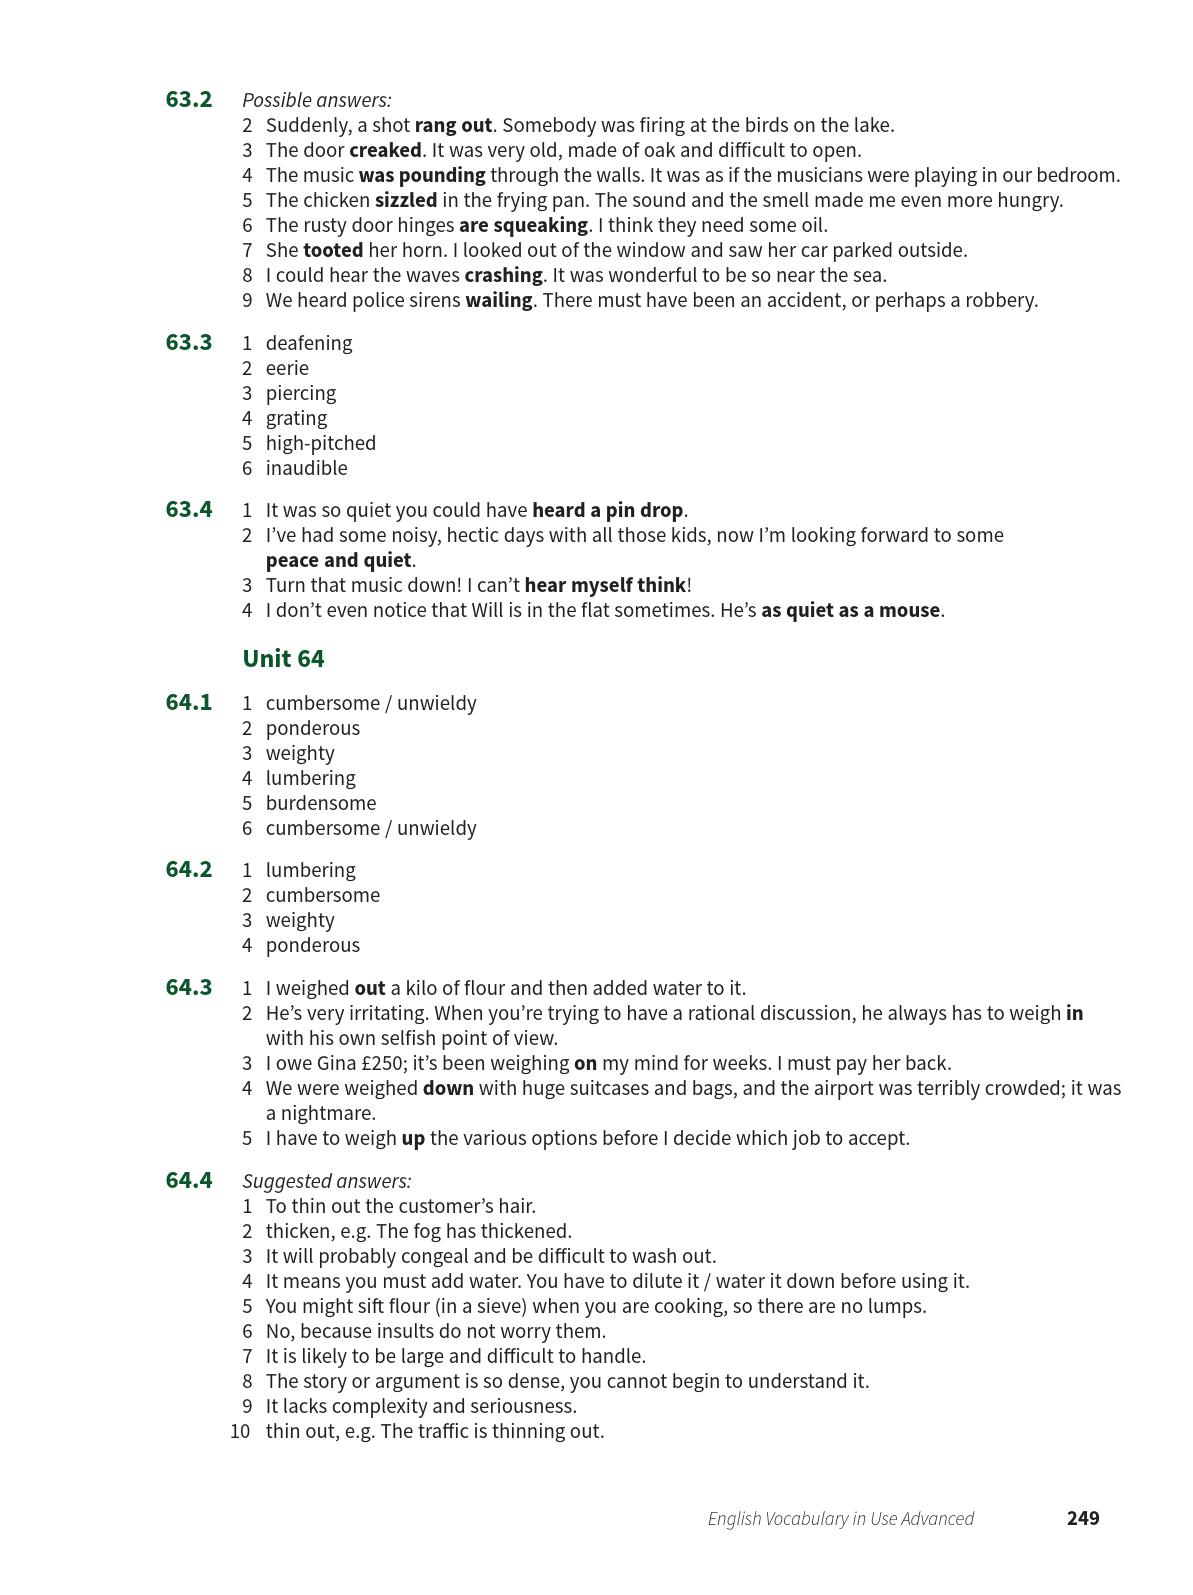 63.2 Possible answers:
2 Suddenly, a shot rang out. Somebody was firing at the birds on the lake.
3 The door creaked. It was very old, made of oak and difficult to open.
4 The music was pounding through the walls. It was as if the musicians were playing in our bedroom.
5 The chicken sizzled in the frying pan. The sound and the smell made me even more hungry.
6 The rusty door hinges are squeaking. I think they need some oil.
7 She tooted her horn. I looked out of the window and saw her car parked outside.
8 I could hear the waves crashing. It was wonderful to be so near the sea.
9 We heard police sirens wailing. There must have been an accident, or perhaps a robbery.
63.3 1 deafening
2 eerie
3 piercing
4 grating
5 high-pitched
6 inaudible
63.4 1 It was so quiet you could have heard a pin drop.
2 I’ve had some noisy, hectic days with all those kids, now I’m looking forward to some
peace and quiet.
3 Turn that music down! I can’t hear myself think!
4 I don’t even notice that Will is in the flat sometimes. He’s as quiet as a mouse.
Unit 64
64.1 1 cumbersome / unwieldy
2 ponderous
3 weighty
4 lumbering
5 burdensome
6 cumbersome / unwieldy
64.2 1 lumbering
2 cumbersome
3 weighty
4 ponderous
64.3 1 I weighed out a kilo of flour and then added water to it.
2 He’s very irritating. When you’re trying to have a rational discussion, he always has to weigh in
with his own selfish point of view.
3 I owe Gina £250; it’s been weighing on my mind for weeks. I must pay her back.
4 We were weighed down with huge suitcases and bags, and the airport was terribly crowded; it was
a nightmare.
5 I have to weigh up the various options before I decide which job to accept.
64.4 Suggested answers:
1 To thin out the customer’s hair.
2 thicken, e.g. The fog has thickened.
3 It will probably congeal and be difficult to wash out.
4 It means you must add water. You have to dilute it / water it down before using it.
5 You might sift flour (in a sieve) when you are cooking, so there are no lumps.
6 No, because insults do not worry them.
7 It is likely to be large and difficult to handle.
8 The story or argument is so dense, you cannot begin to understand it.
9 It lacks complexity and seriousness.
10 thin out, e.g. The traffic is thinning out.
English Vocabulary in Use Advanced 249